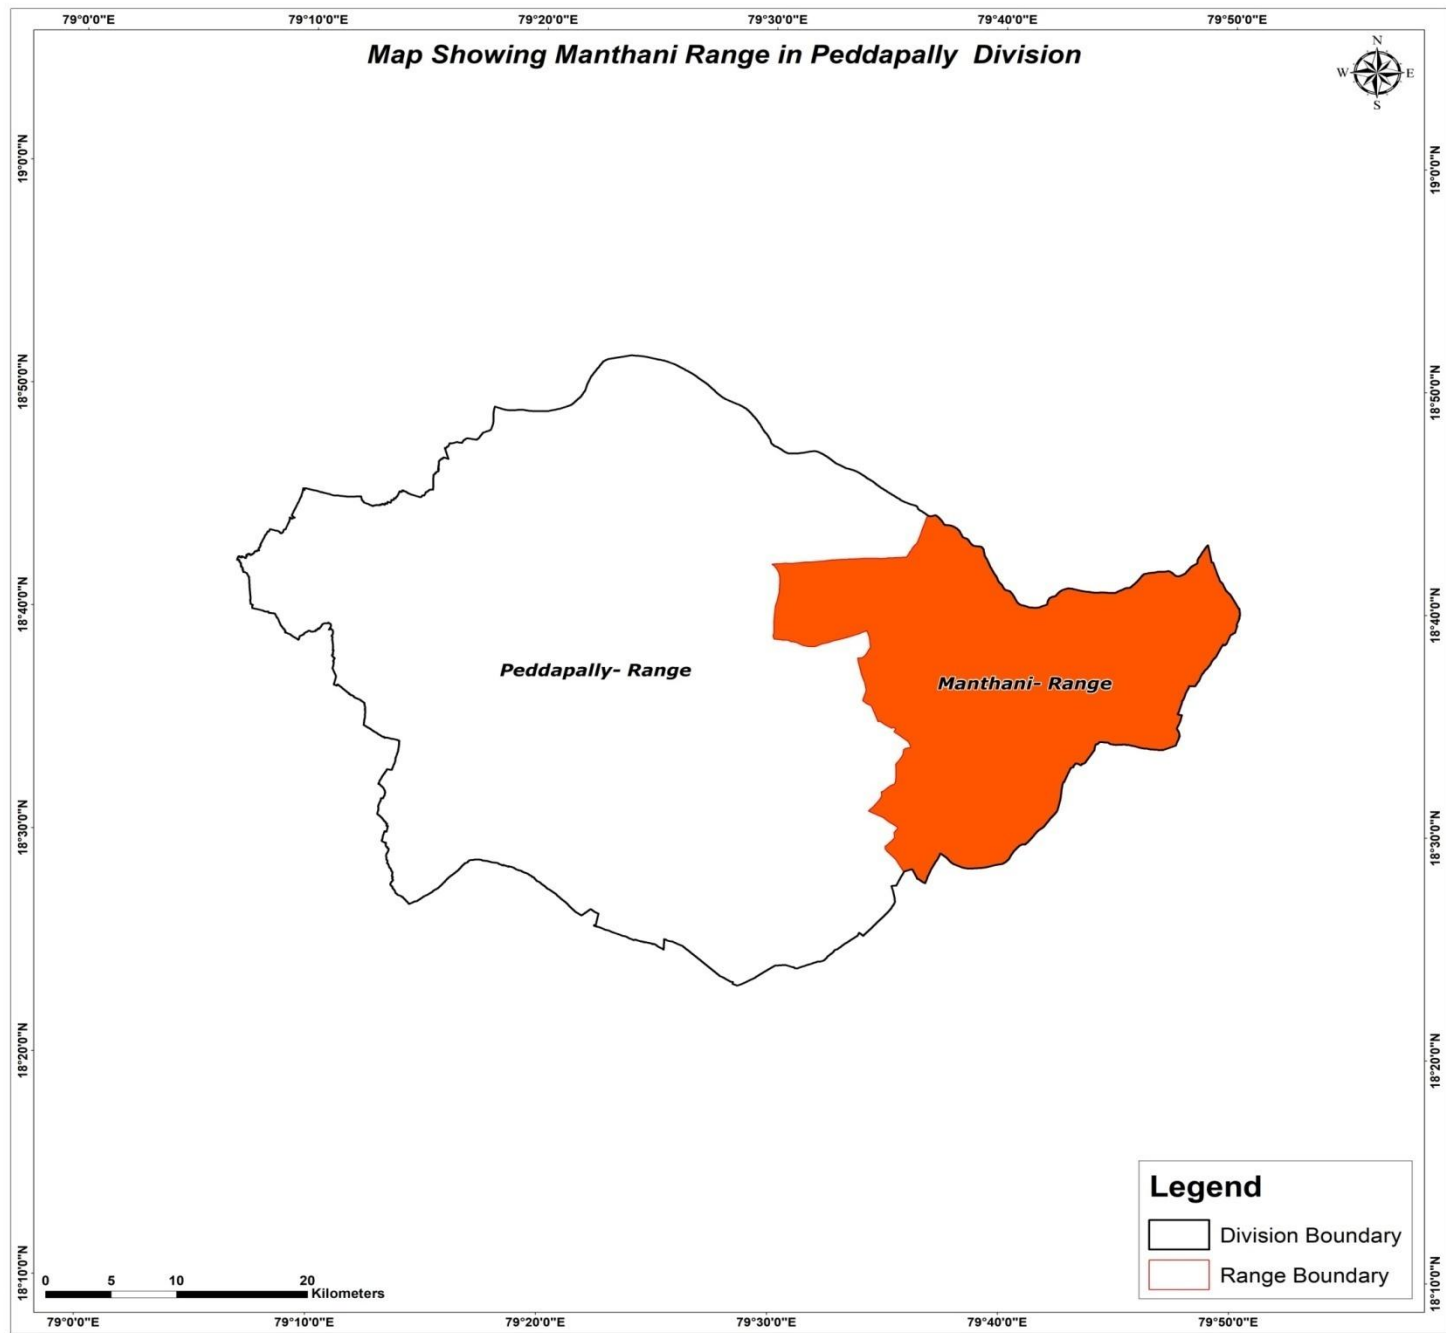 79°0'0"E 79°10'0"E 79°20'0"E 79°30'0"E 79°40'0"E 79°50'0"E
Map Showing Manthani Range in Peddapally Division
N
W E
S
19°0'0"N 19°0'0"N
18°50'0"N 18°50'0"N
18°40'0"N 18°40'0"N
Peddapally- Range
Manthani- Range
18°30'0"N 18°30'0"N
18°20'0"N 18°20'0"N
Legend
Division Boundary
Range Boundary
18°10'0"N 18°10'0"N
0 5 10 20
Kilometers
79°0'0"E 79°10'0"E 79°20'0"E 79°30'0"E 79°40'0"E 79°50'0"E